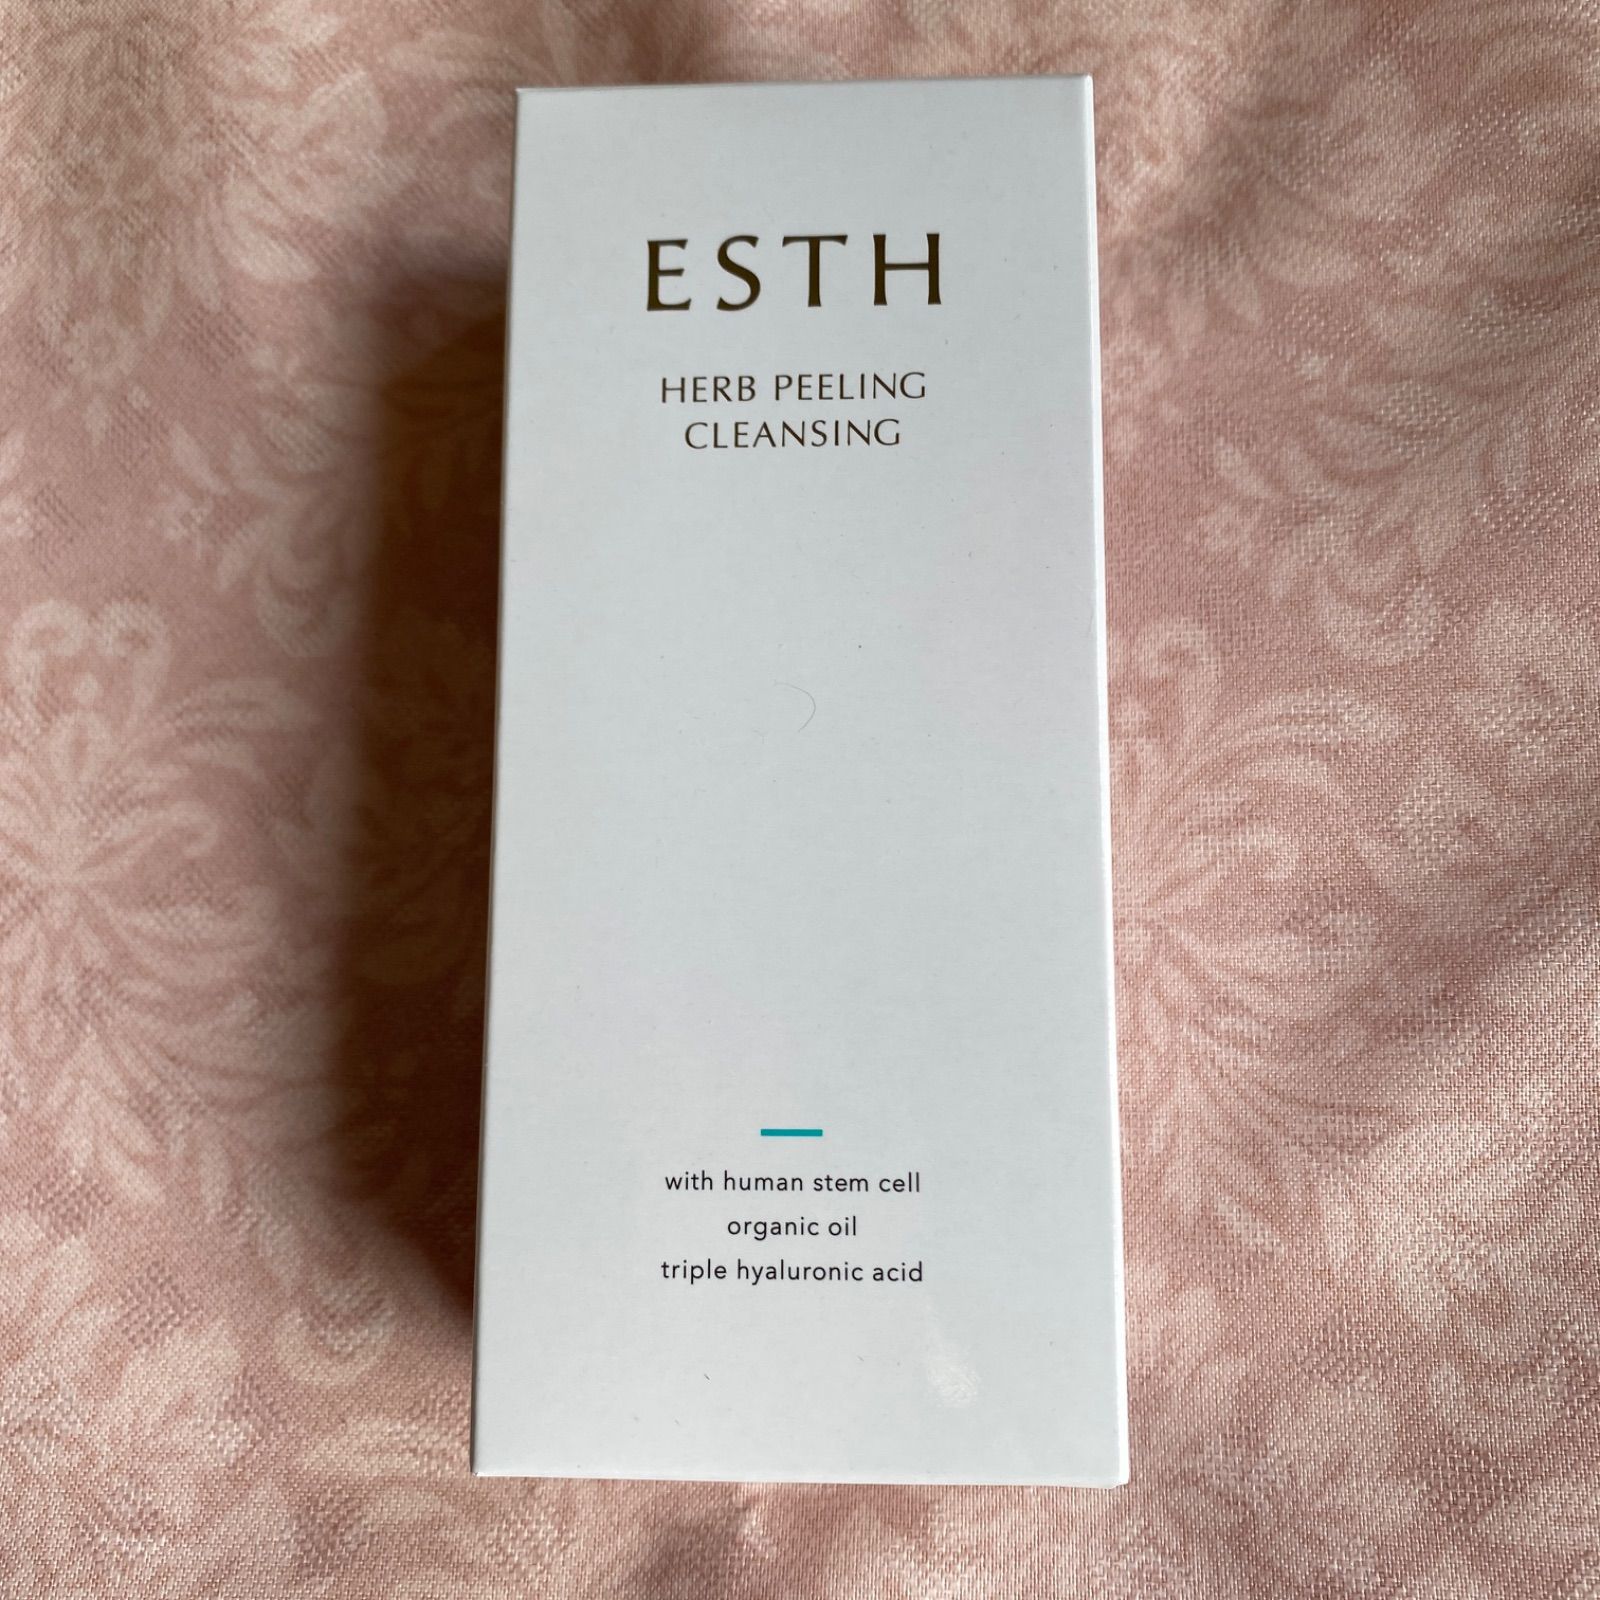 ESTH
HERB PEELING
CLEANSING
with human stem cell
organic oil
triple hyaluronic acid